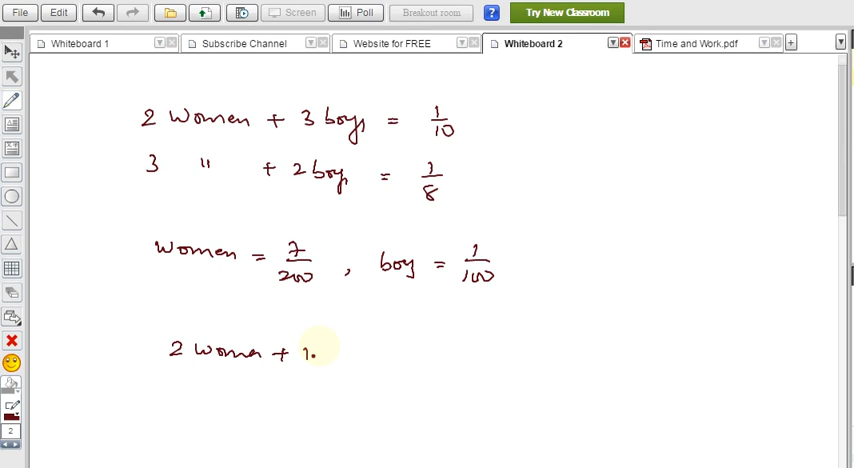 File Edit Screen Poll Breakout room ? Try New Classroom
Whiteboard 1 Subscribe Channel Website for FREE Whiteboard 2 Time and Work.pdf +
2 Women + 3 boys = 1/10
3 " + 2 boy = 1/8
Women = 7/200 , boy = 1/100
2 woman + 1
2